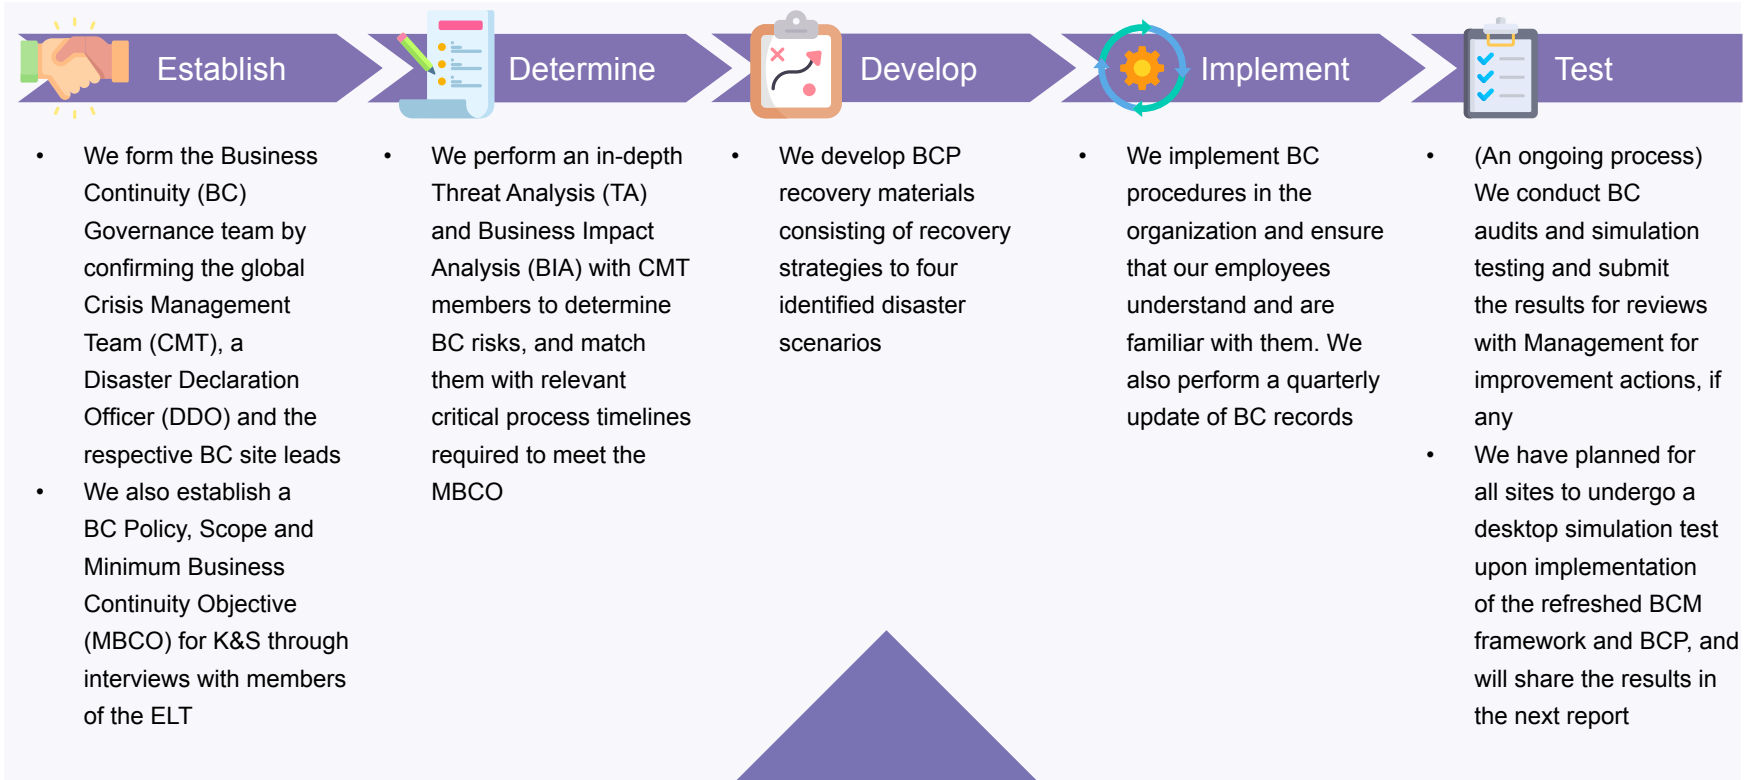 Establish
Determine
Develop
Implement
Test
• We form the Business
Continuity (BC)
Governance team by
confirming the global
Crisis Management
Team (CMT), a
Disaster Declaration
Officer (DDO) and the
respective BC site leads
• We also establish a
BC Policy, Scope and
Minimum Business
Continuity Objective
(MBCO) for K&S through
interviews with members
of the ELT
• We perform an in-depth
Threat Analysis (TA)
and Business Impact
Analysis (BIA) with CMT
members to determine
BC risks, and match
them with relevant
critical process timelines
required to meet the
MBCO
• We develop BCP
recovery materials
consisting of recovery
strategies to four
identified disaster
scenarios
• We implement BC
procedures in the
organization and ensure
that our employees
understand and are
familiar with them. We
also perform a quarterly
update of BC records
• (An ongoing process)
We conduct BC
audits and simulation
testing and submit
the results for reviews
with Management for
improvement actions, if
any
• We have planned for
all sites to undergo a
desktop simulation test
upon implementation
of the refreshed BCM
framework and BCP, and
will share the results in
the next report